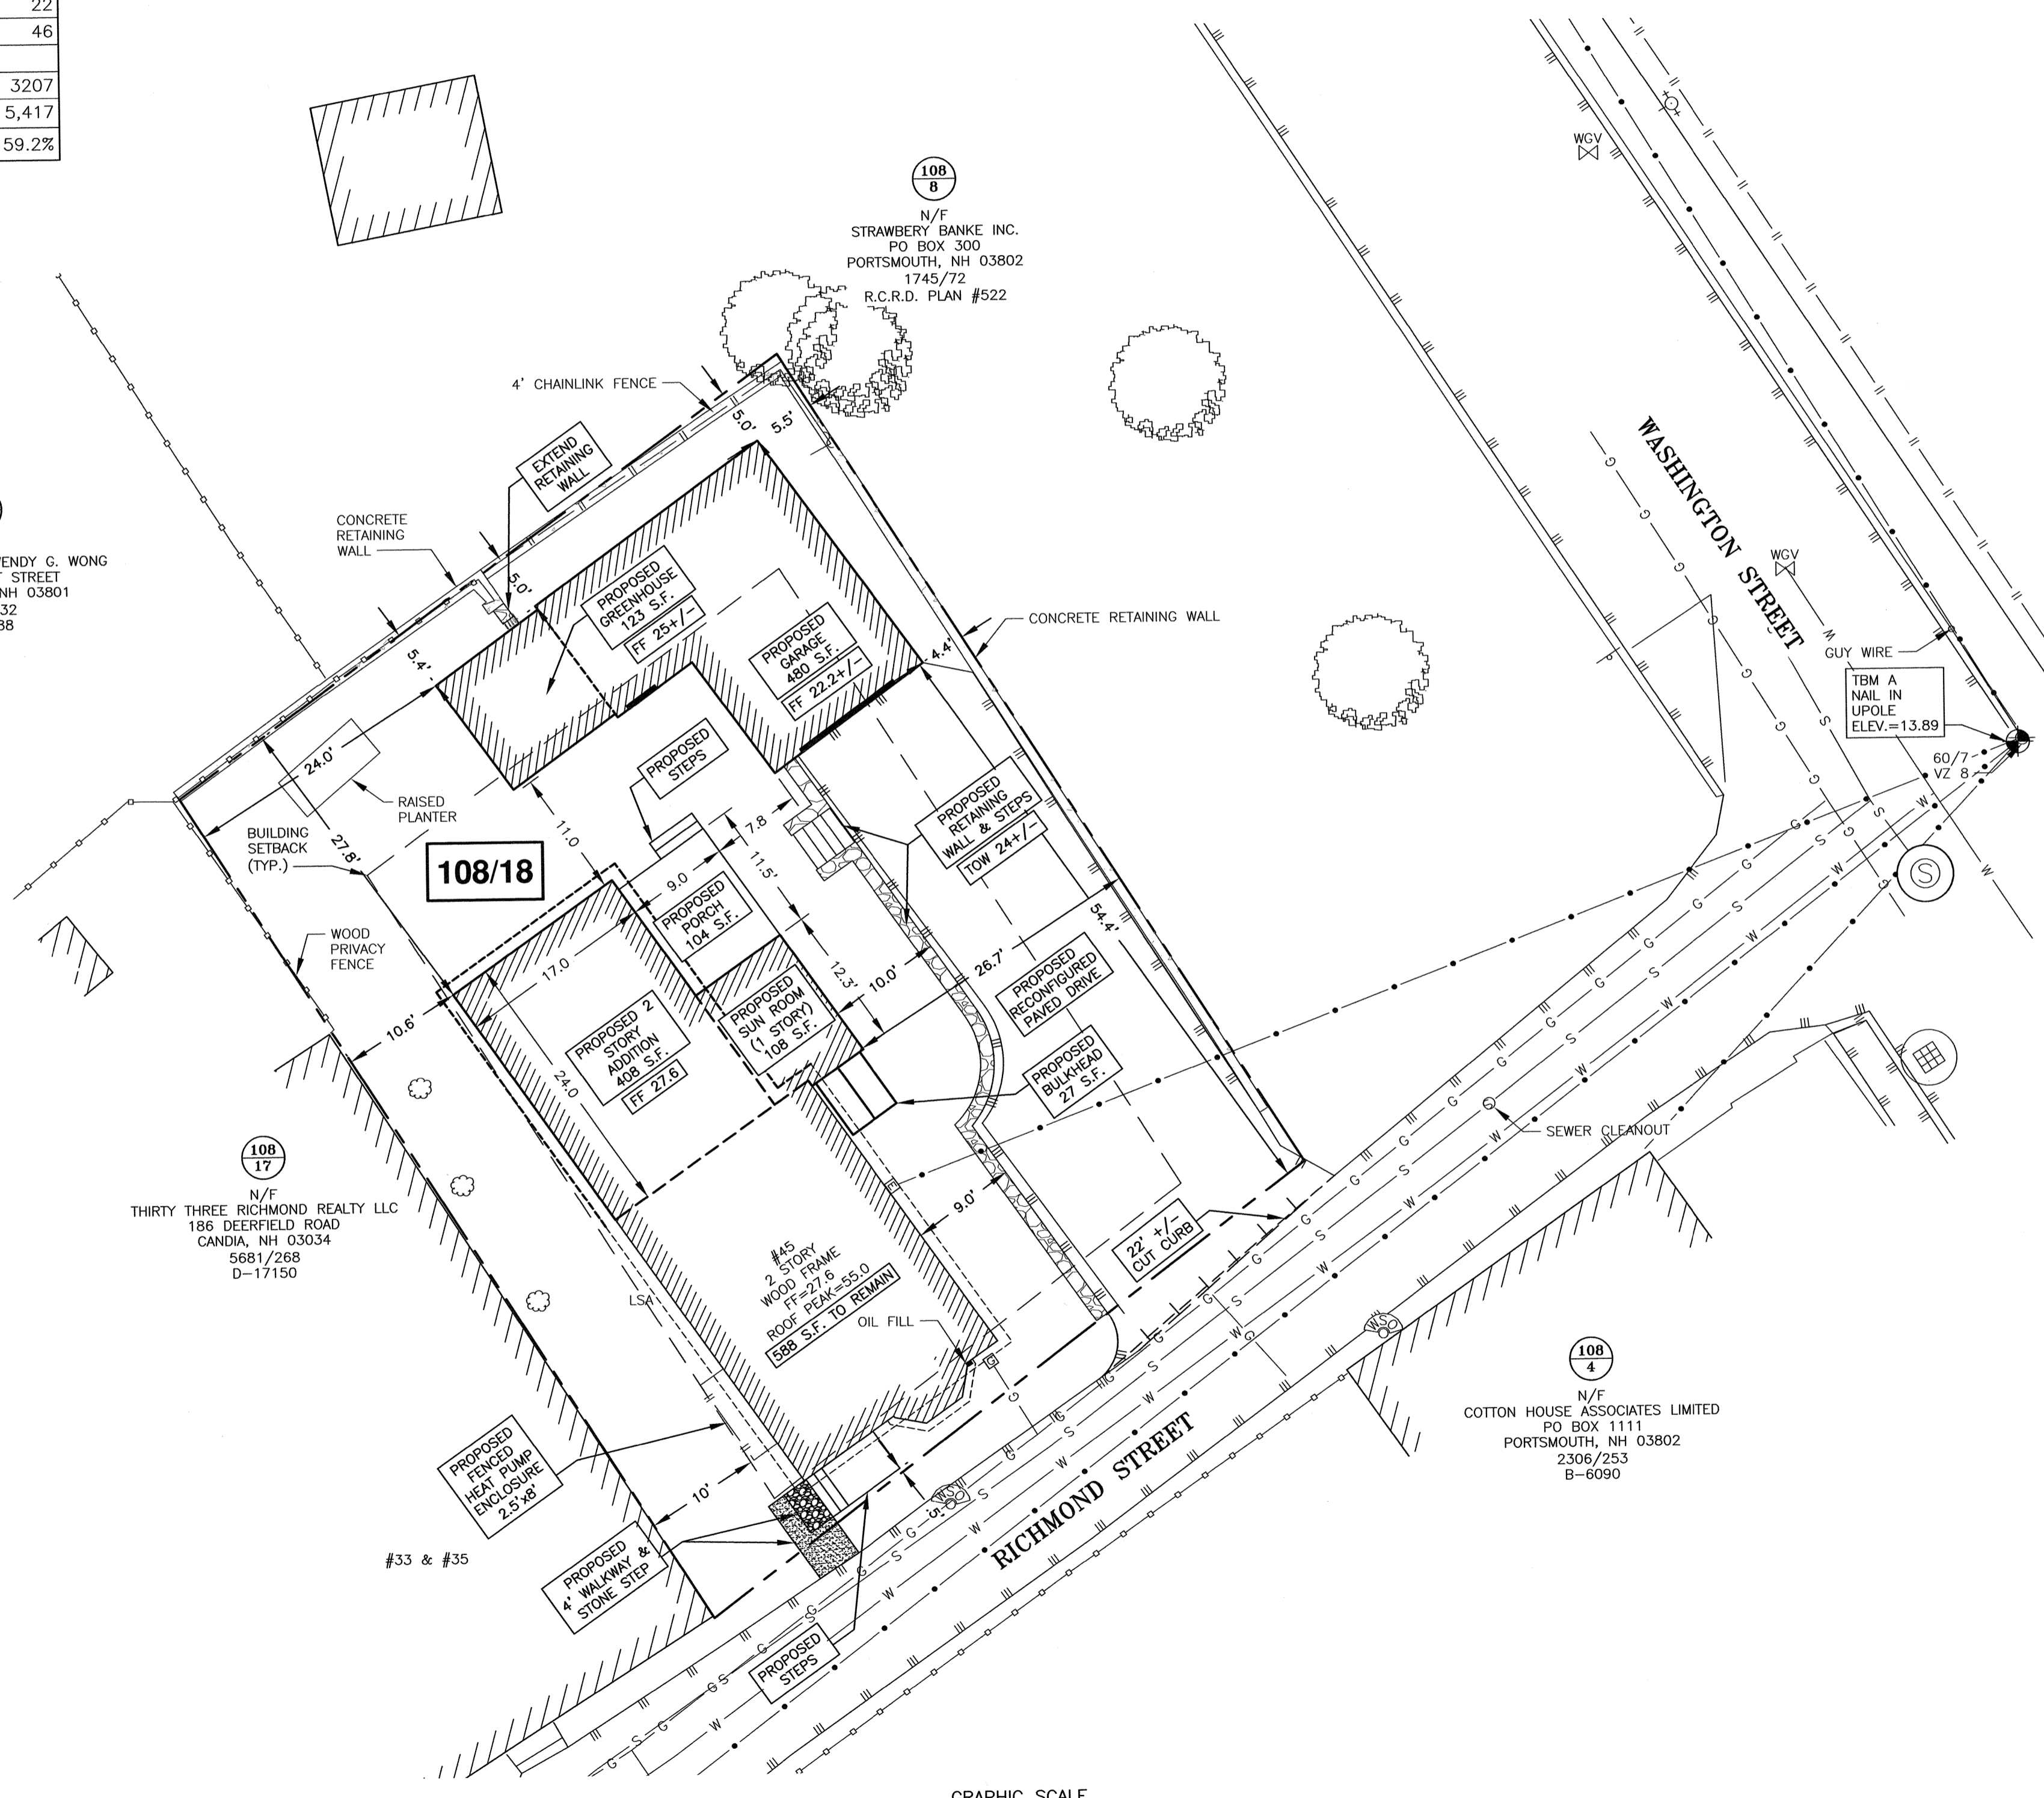 22
46
3207
5,417
59.2%
108
8
N/F
STRAWBERY BANKE INC.
PO BOX 300
PORTSMOUTH, NH 03802
1745/72
R.C.R.D. PLAN #522
WGV
4' CHAINLINK FENCE
5.0'
5.5'
EXTEND
RETAINING
WALL
CONCRETE
RETAINING
WALL
WENDY G. WONG
STREET
NH 03801
32
38
5.0'
PROPOSED
GREENHOUSE
123 S.F.
FF 25+/-
PROPOSED
GARAGE
480 S.F.
FF 22.2+/-
4.4'
CONCRETE RETAINING WALL
WASHINGTON STREET
WGV
GUY WIRE
TBM A
NAIL IN
UPOLE
ELEV.=13.89
60/7
VZ 8
5.4'
24.0'
RAISED
PLANTER
BUILDING
SETBACK
(TYP.)
27.8'
108/18
11.0
PROPOSED
STEPS
7.8
9.0
11.5'
PROPOSED
PORCH
104 S.F.
PROPOSED
RETAINING
WALL & STEPS
TOW 24+/-
54.4'
WOOD
PRIVACY
FENCE
17.0
12.3'
10.0'
26.7'
PROPOSED
RECONFIGURED
PAVED DRIVE
10.6'
PROPOSED 2
STORY
ADDITION
408 S.F.
FF 27.6
PROPOSED
SUN ROOM
(1 STORY)
108 S.F.
24.0
PROPOSED
BULKHEAD
27 S.F.
S
S
SEWER CLEANOUT
108
17
N/F
THIRTY THREE RICHMOND REALTY LLC
186 DEERFIELD ROAD
CANDIA, NH 03034
5681/268
D-17150
E
9.0'
22' +/-
CUT CURB
#45
2 STORY
WOOD FRAME
FF=27.6
ROOF PEAK=55.0
588 S.F. TO REMAIN
LSA
OIL FILL
G
WSO
108
4
N/F
COTTON HOUSE ASSOCIATES LIMITED
PO BOX 1111
PORTSMOUTH, NH 03802
2306/253
B-6090
PROPOSED
FENCED
HEAT PUMP
ENCLOSURE
2.5'x8'
10'
WSO
5'
RICHMOND STREET
#33 & #35
PROPOSED
4' WALKWAY &
STONE STEP
PROPOSED
STEPS
GRAPHIC SCALE